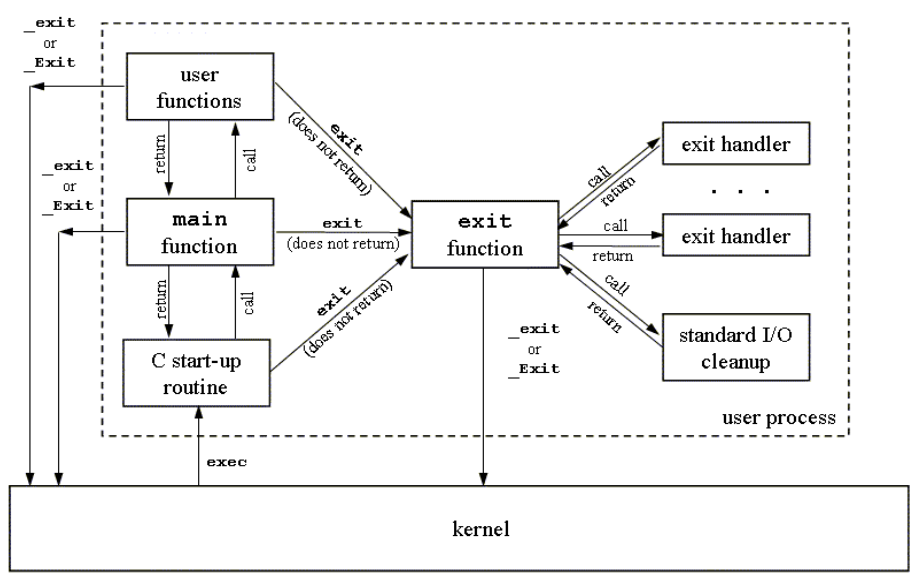 _exit
or
_Exit
user
functions
exit
(does not return)
return
call
exit handler
call
return
. . .
_exit
or
_Exit
main
function
exit
(does not return)
exit
function
call
return
exit handler
return
call
exit
(does not return)
call
return
C start-up
routine
_exit
or
_Exit
standard I/O
cleanup
user process
exec
kernel